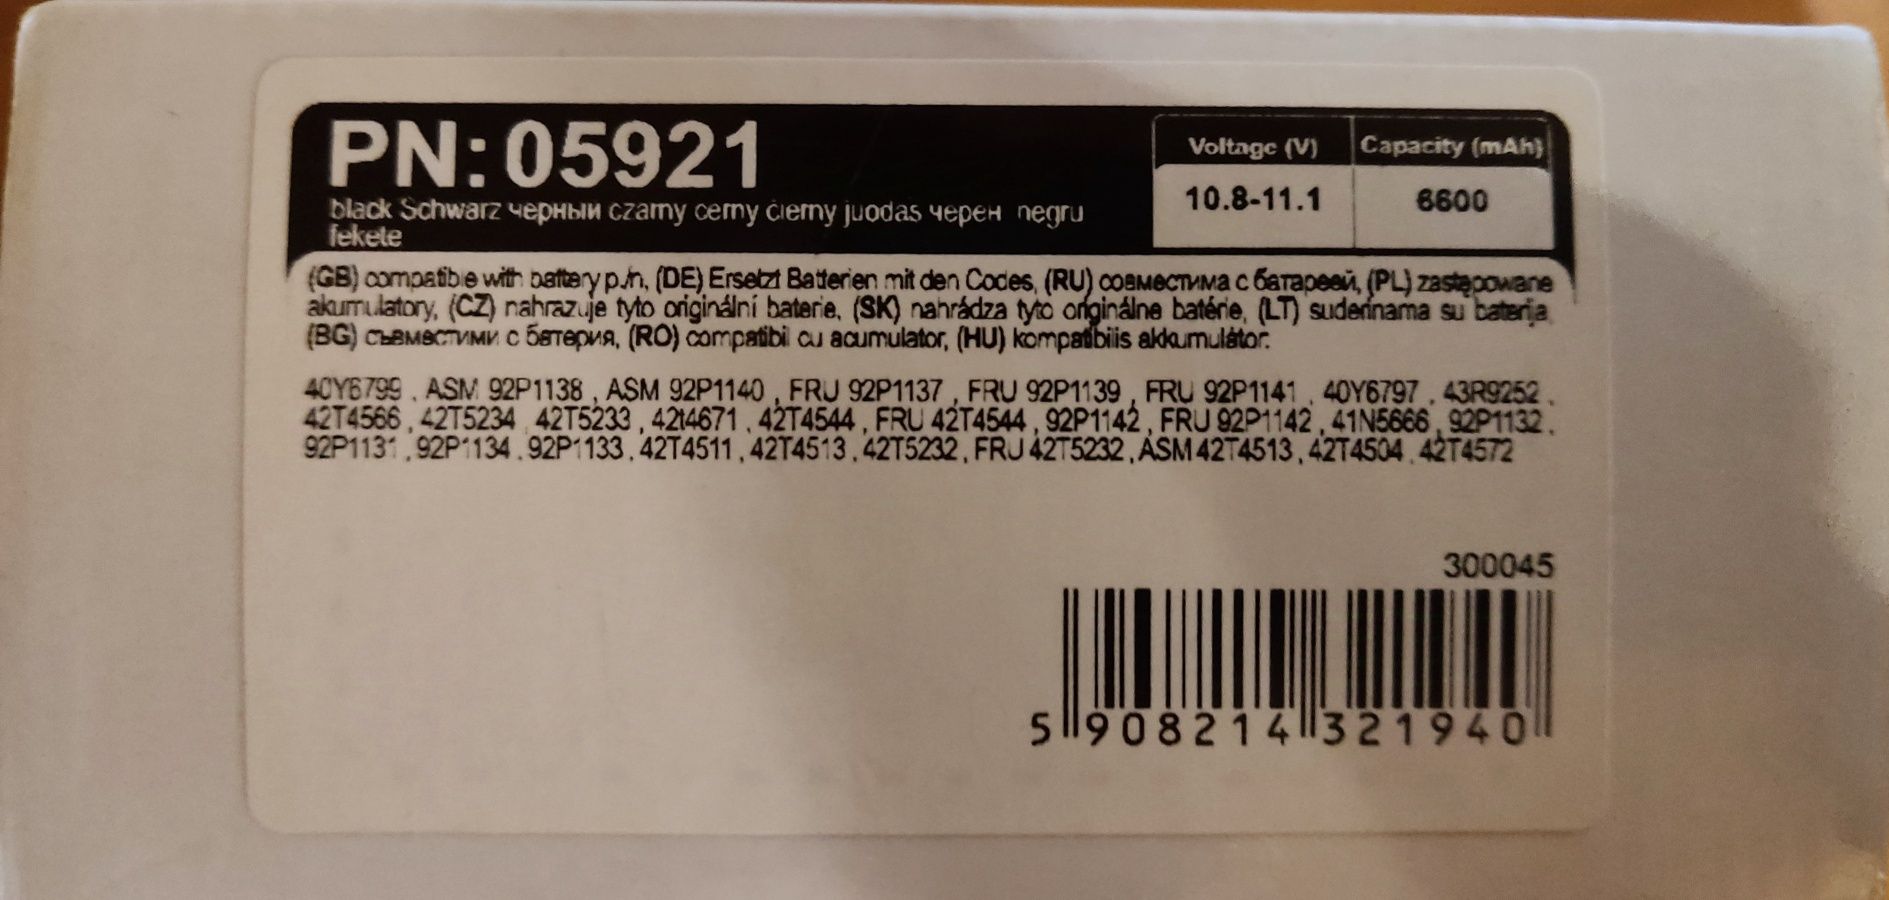 PN: 05921
Voltage (V) Capacity (mAh)
10.8-11.1 6600
black Schwarz черный czarny cerny čierny juodas черен negru
fekete
(GB) compatible with battery p./n, (DE) Ersetzt Batterien mit den Codes, (RU) совместима с батареей, (PL) zastępowane
akumulatory, (CZ) nahrazuje tyto originální baterie, (SK) nahrádza tyto originálne batérie, (LT) suderinama su baterija
(BG) съвместими с батерия, (RO) compatibil cu acumulator, (HU) kompatibilis akkumulátor.
40Y6799 , ASM 92P1138 , ASM 92P1140 , FRU 92P1137 , FRU 92P1139 , FRU 92P1141 , 40Y6797 , 43R9252 ,
42T4566 , 42T5234 , 42T5233 , 42t4671 , 42T4544 , FRU 42T4544 , 92P1142 , FRU 92P1142 , 41N5666 , 92P1132 ,
92P1131 , 92P1134 , 92P1133 , 42T4511 , 42T4513 , 42T5232 , FRU 42T5232 , ASM 42T4513 , 42T4504 , 42T4572
300045
5 908214 321940